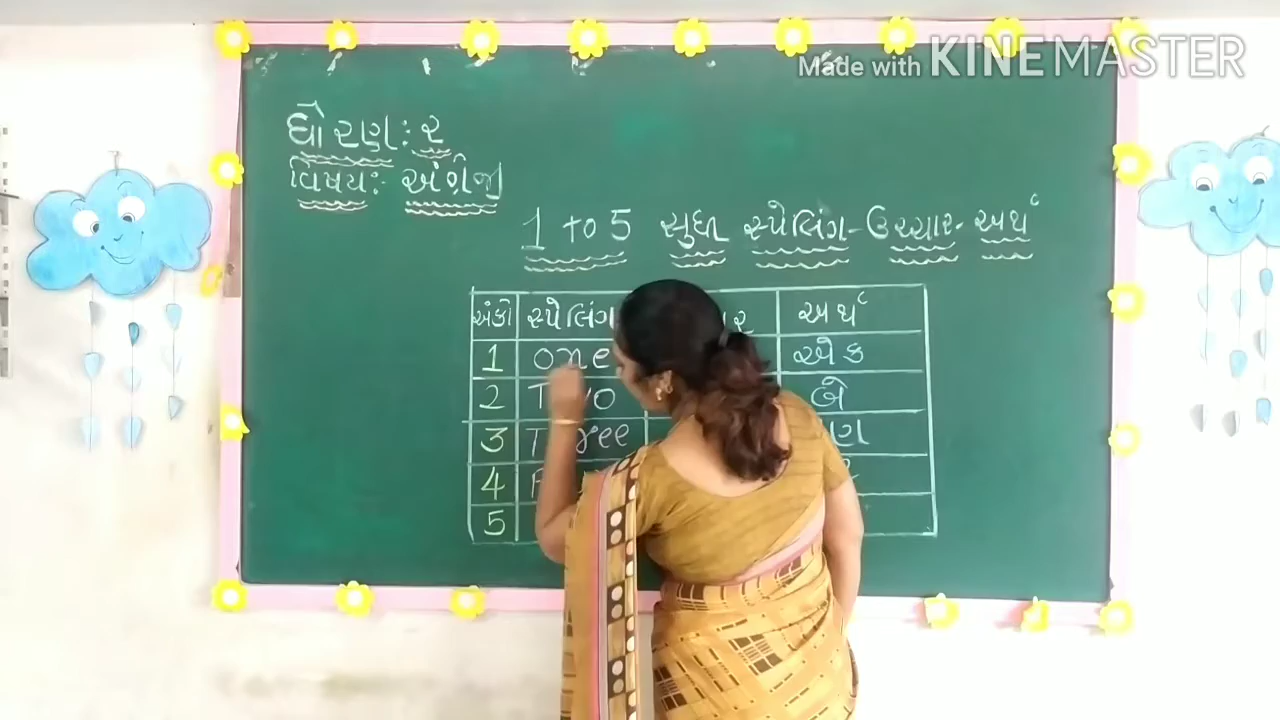 Made with KINEMASTER
ધોરણ : ૨
વિષય :- અંગ્રેજી
1 to 5 સુધી સ્પેલિંગ - ઉચ્ચાર - અર્થ
અંકો સ્પેલિંગ અર્થ
1 one એક
2 બે
3
4
5